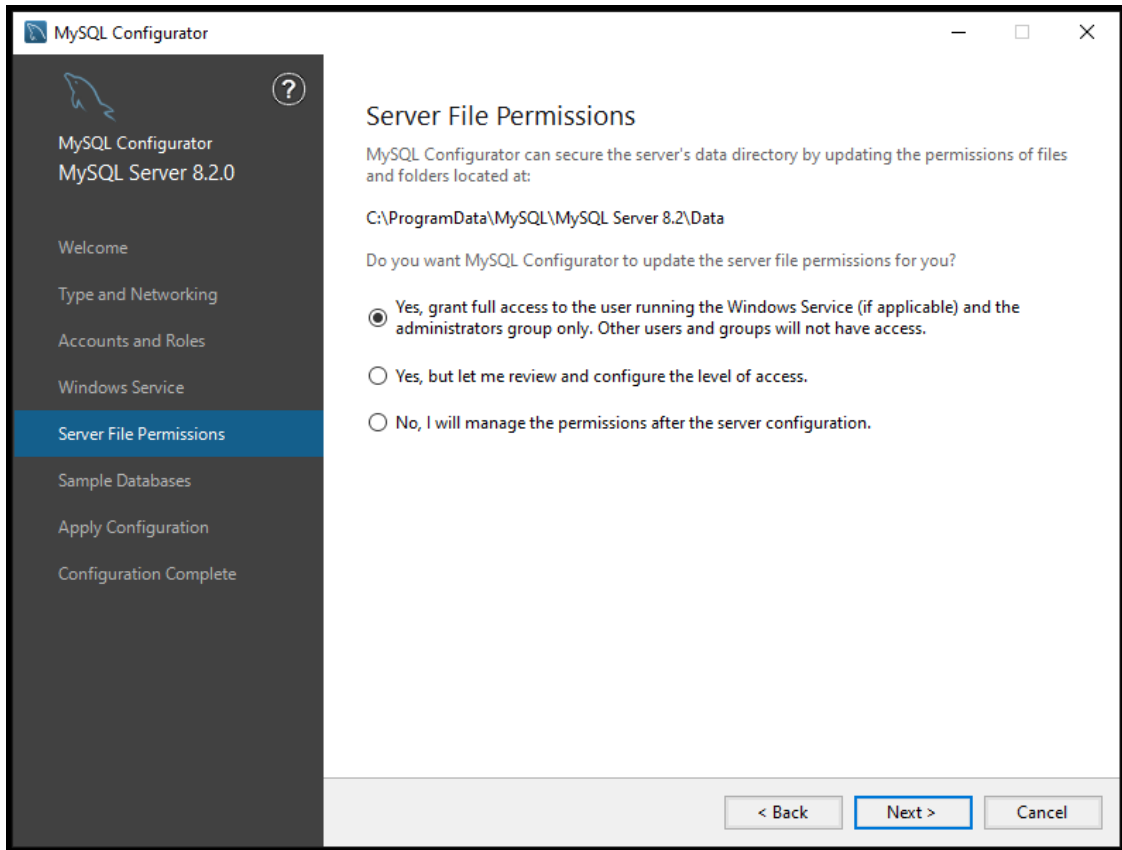 MySQL Configurator
?
MySQL Configurator
MySQL Server 8.2.0
Welcome
Type and Networking
Accounts and Roles
Windows Service
Server File Permissions
Sample Databases
Apply Configuration
Configuration Complete
Server File Permissions
MySQL Configurator can secure the server's data directory by updating the permissions of files
and folders located at:
C:\ProgramData\MySQL\MySQL Server 8.2\Data
Do you want MySQL Configurator to update the server file permissions for you?
Yes, grant full access to the user running the Windows Service (if applicable) and the
administrators group only. Other users and groups will not have access.
Yes, but let me review and configure the level of access.
No, I will manage the permissions after the server configuration.
< Back
Next >
Cancel